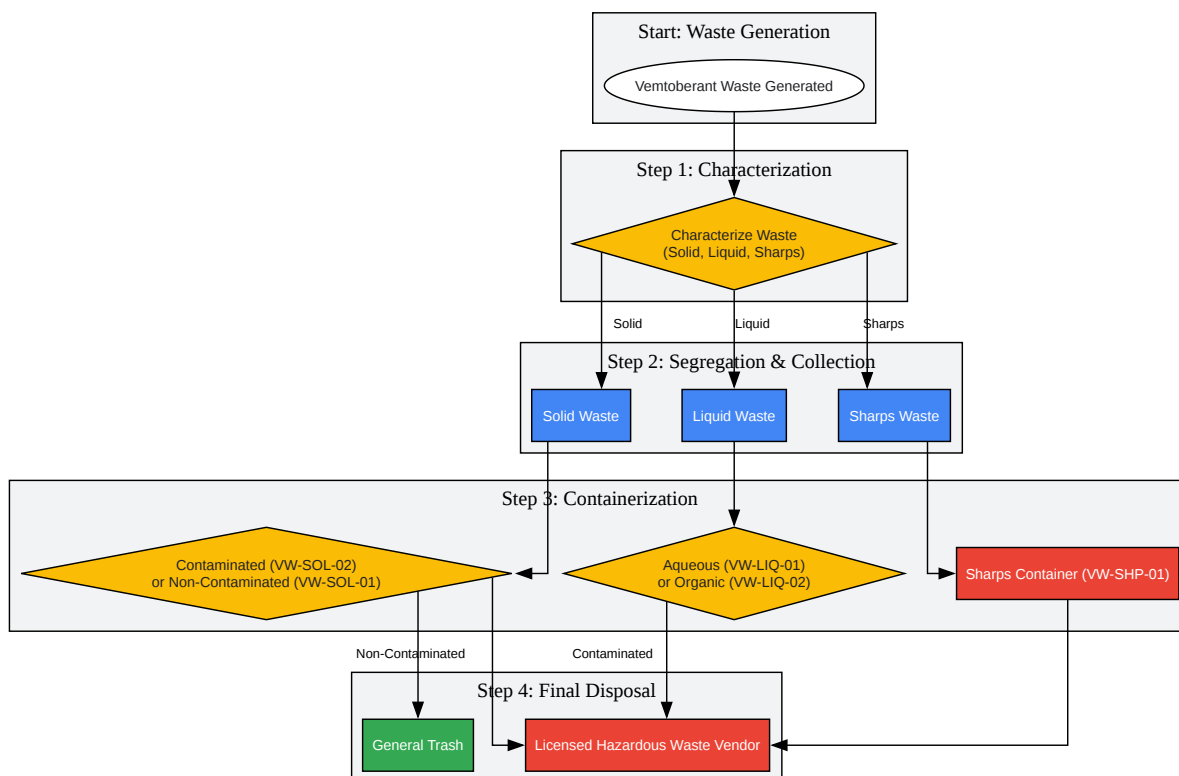 Start: Waste Generation
Vemtoberant Waste Generated
Step 1: Characterization
Characterize Waste
(Solid, Liquid, Sharps)
Solid
Liquid
Sharps
Step 2: Segregation & Collection
Solid Waste
Liquid Waste
Sharps Waste
Step 3: Containerization
Contaminated (VW-SOL-02)
or Non-Contaminated (VW-SOL-01)
Aqueous (VW-LIQ-01)
or Organic (VW-LIQ-02)
Sharps Container (VW-SHP-01)
Non-Contaminated
Contaminated
Step 4: Final Disposal
General Trash
Licensed Hazardous Waste Vendor